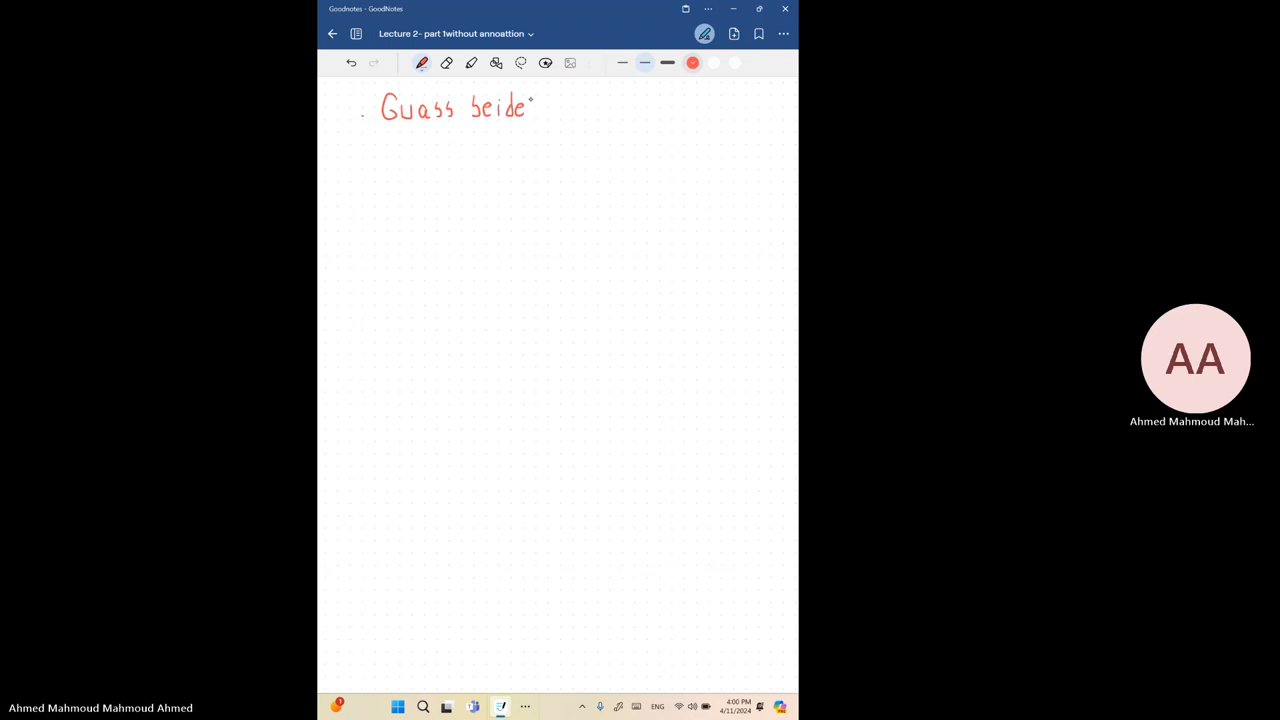 Goodnotes - GoodNotes
Lecture 2- part 1without annoattion
Guass seide
AA
Ahmed Mahmoud Mah...
Ahmed Mahmoud Mahmoud Ahmed
1
ENG
4:00 PM
4/11/2024